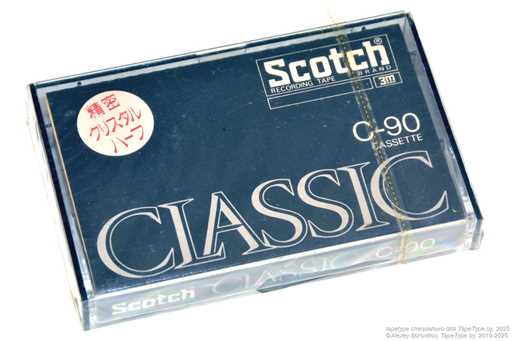 Scotch®
RECORDING TAPE BRAND
3M
精密
クリスタル
ハーフ
C-90
CASSETTE
CLASSIC
Scotch CLASSIC C-90